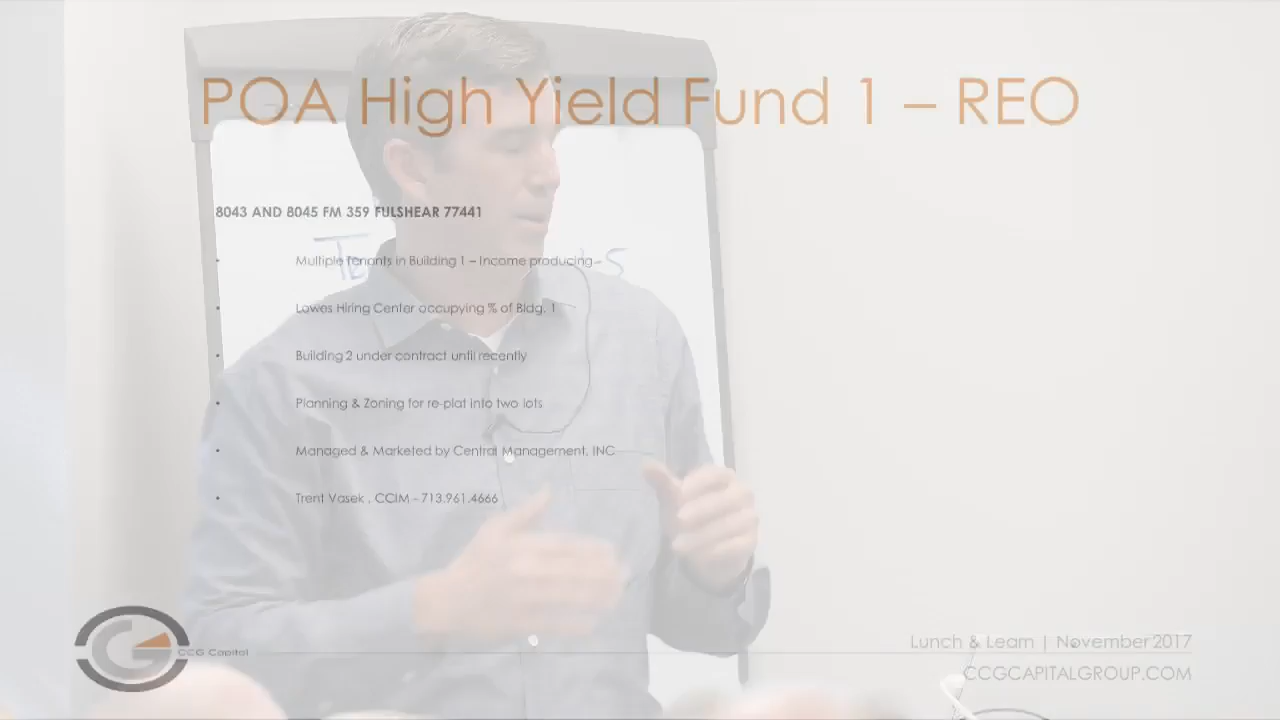 POA High Yield Fund 1 – REO
8043 AND 8045 FM 359 FULSHEAR 77441
• Multiple tenants in Building 1 – Income producing
• Lowes Hiring Center occupying % of Bldg. 1
• Building 2 under contract until recently
• Planning & Zoning for re-plat into two lots
• Managed & Marketed by Central Management, INC
• Trent Vasek , CCIM – 713.961.4666
CCG Capital
Lunch & Learn | November 2017
CCGCAPITALGROUP.COM